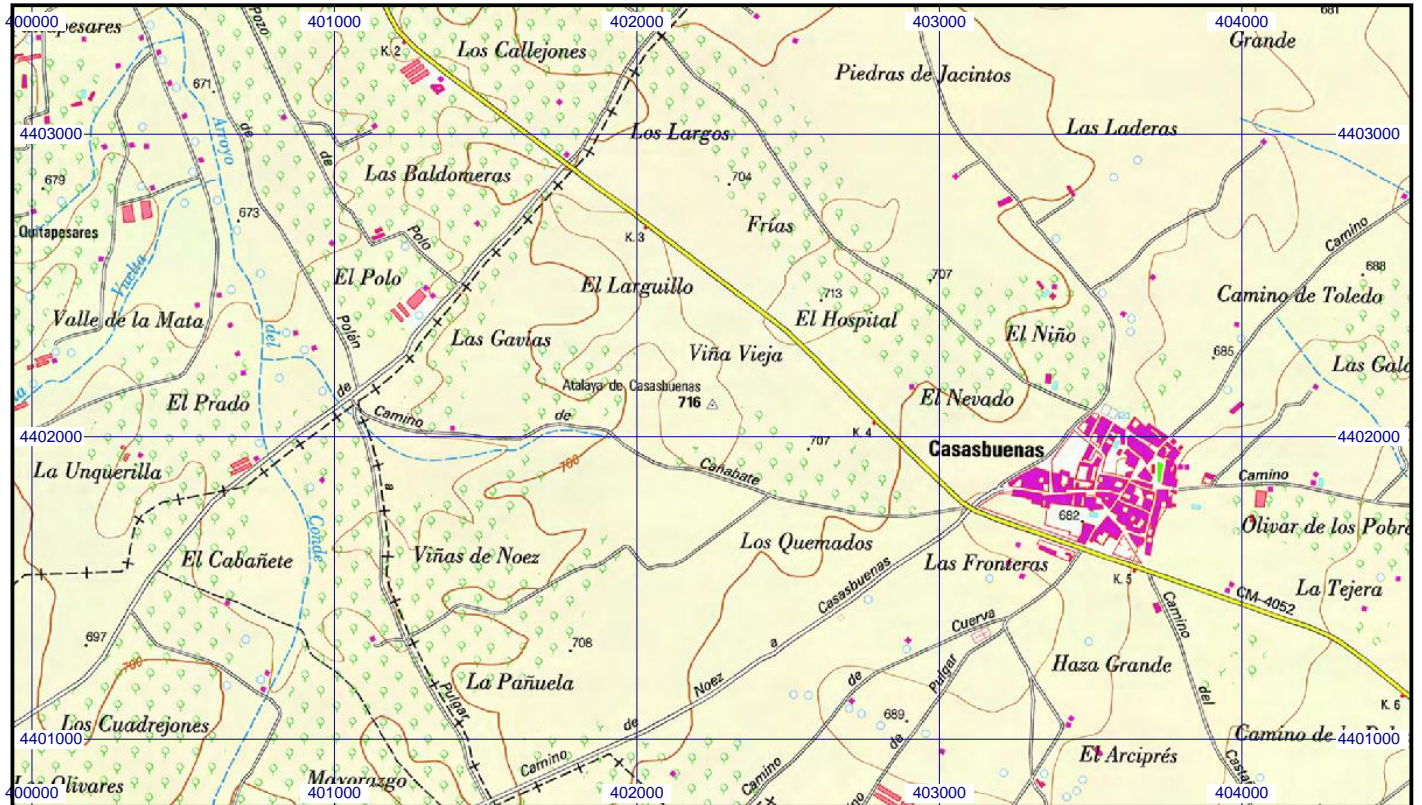 400000
401000
402000
403000
404000
681
Grande
Pozo
Los Callejones
K. 2
Piedras de Jacintos
671
Arroyo
de
de
4403000
Los Largos
Las Laderas
4403000
679
Las Baldomeras
704
673
Frías
Quitapesares
K. 3
Polo
Camino
El Polo
Vuelta
El Larguillo
707
688
713
Camino de Toledo
Valle de la Mata
del
Polán
Las Gavias
El Hospital
El Niño
Viña Vieja
685
Las Galo
de
Atalaya de Casasbuenas
716
El Prado
El Nevado
Camino
de
K. 4
4402000
707
Casasbuenas
4402000
La Unquerilla
700
Cañabate
Camino
a
682
Conde
Olivar de los Pobre
El Cabañete
Viñas de Noez
Los Quemados
Las Fronteras
K. 5
Casasbuenas
La Tejera
CM-4052
Camino
Cuerva
697
708
a
700
Haza Grande
La Pañuela
Noez
de
Pulgar
Pulgar
del
K. 6
Los Cuadrejones
689
de
4401000
de
Camino de la
4401000
Camino
Camino
El Arciprés
Mayorazgo
400000
401000
402000
403000
404000